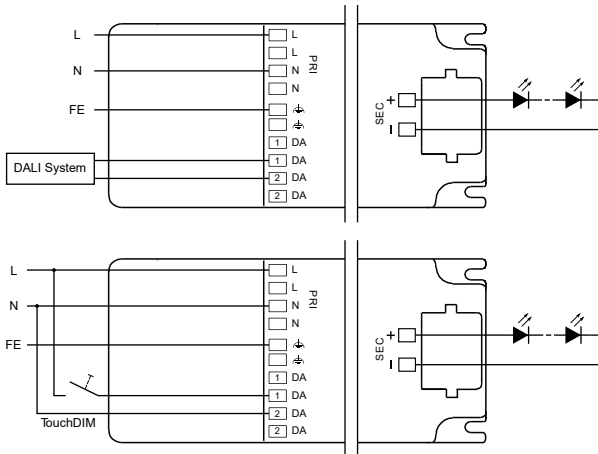 L
L
L
N
N
PRI
N
FE
1 DA
DALI System
1 DA
2 DA
2 DA
SEC
+
-
L
L
L
N
N
PRI
N
FE
1 DA
1 DA
TouchDIM
2 DA
2 DA
SEC
+
-